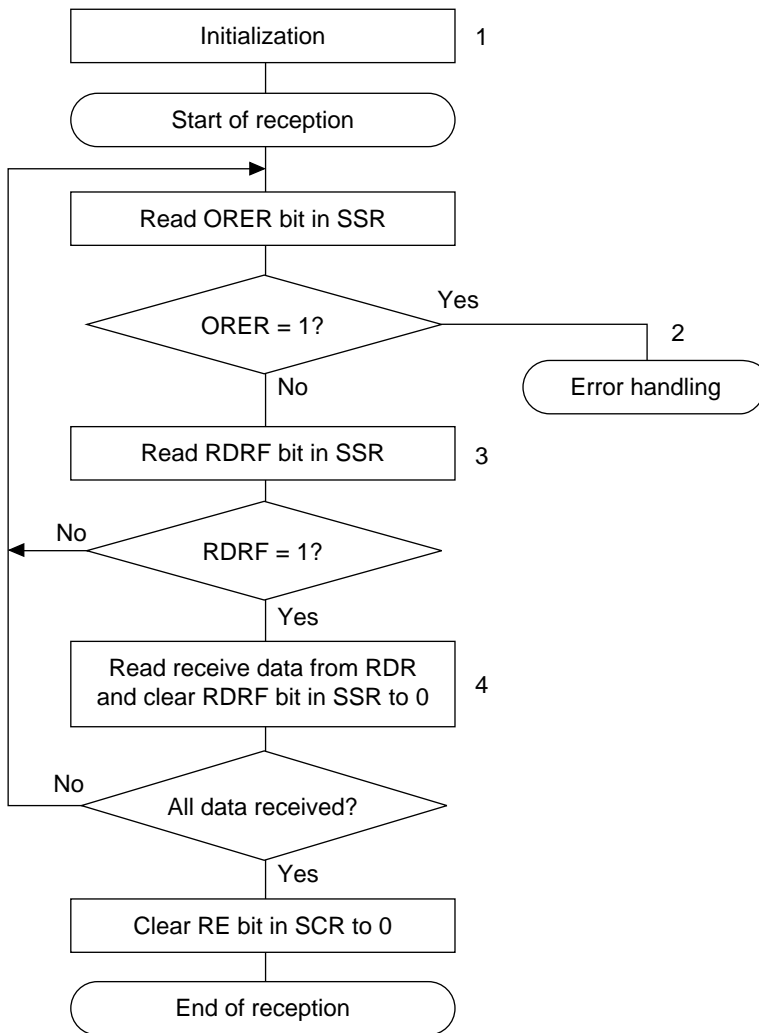 Initialization
1
Start of reception
Read ORER bit in SSR
ORER = 1?
Yes
2
Error handling
No
Read RDRF bit in SSR
3
No
RDRF = 1?
Yes
Read receive data from RDR
and clear RDRF bit in SSR to 0
4
No
All data received?
Yes
Clear RE bit in SCR to 0
End of reception